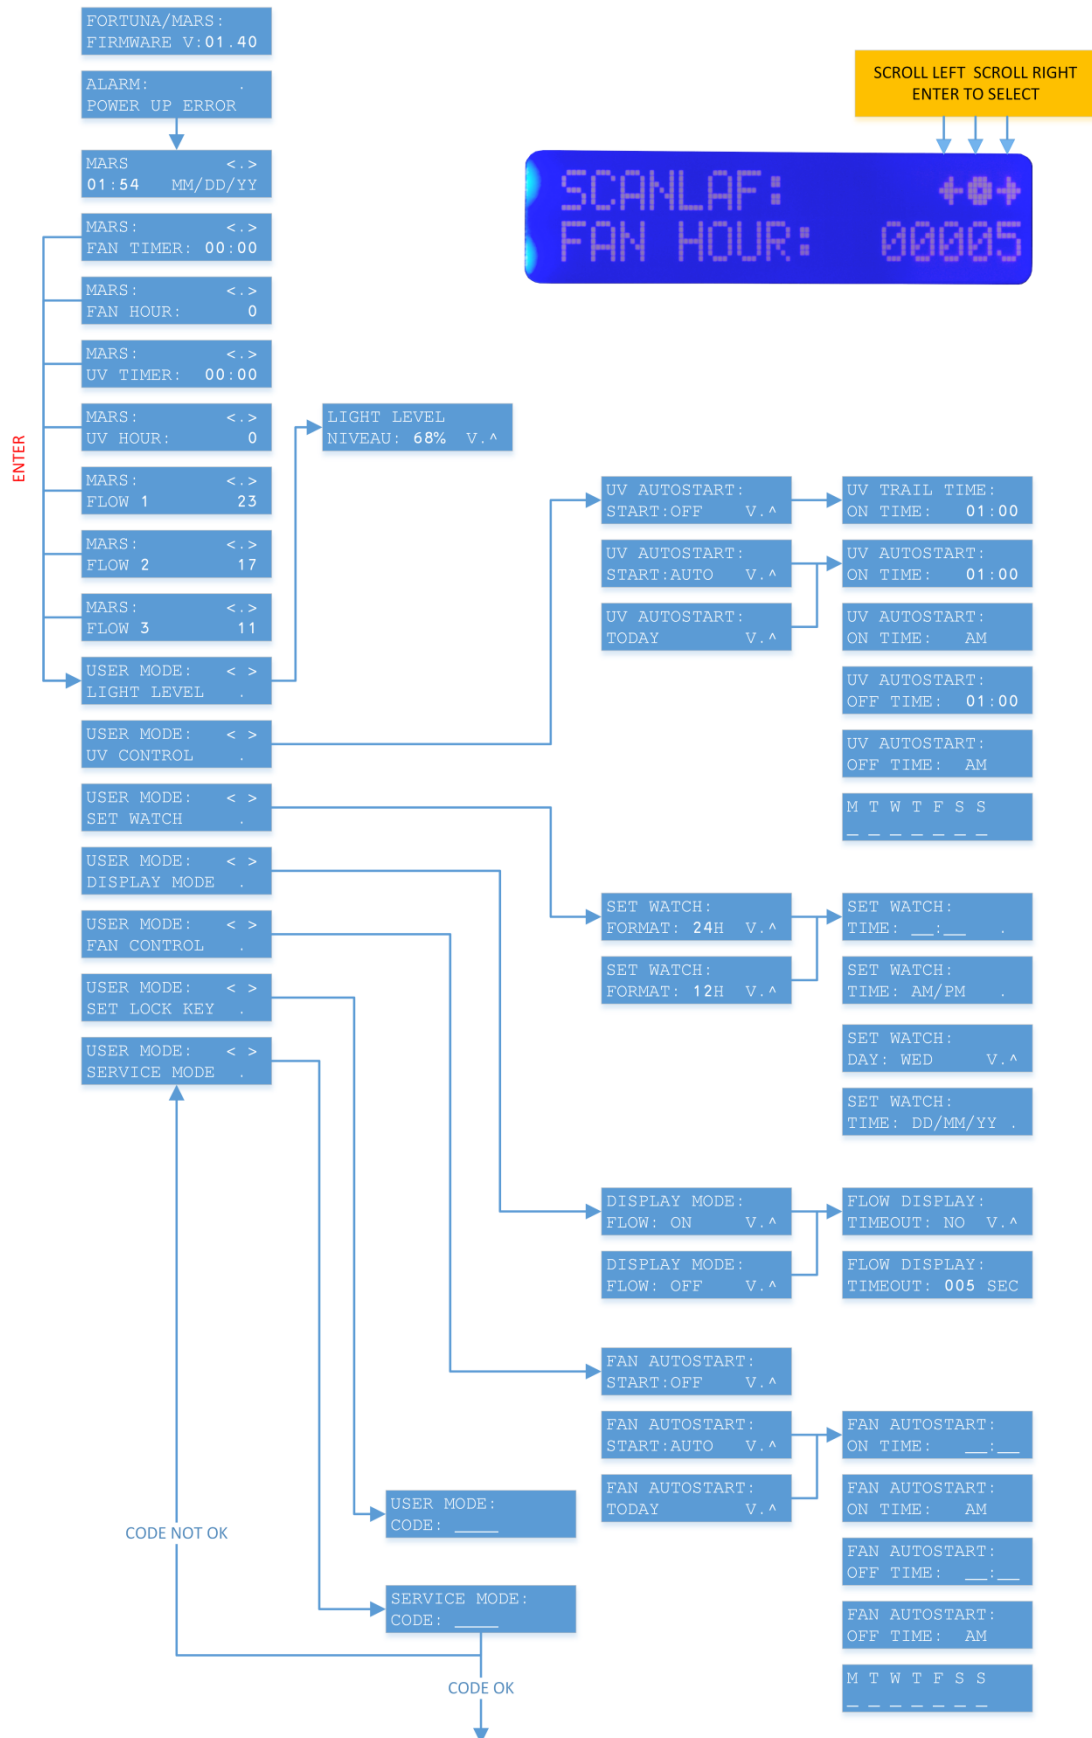 FORTUNA/MARS:
FIRMWARE V:01.40
ALARM: .
POWER UP ERROR
SCROLL LEFT SCROLL RIGHT
ENTER TO SELECT
MARS <.>
01:54 MM/DD/YY
SCANLAF:
FAN HOUR: 00005
MARS: <.>
FAN TIMER: 00:00
MARS: <.>
FAN HOUR: 0
MARS: <.>
UV TIMER: 00:00
MARS: <.>
UV HOUR: 0
LIGHT LEVEL
NIVEAU: 68% V.^
ENTER
MARS: <.>
FLOW 1 23
MARS: <.>
FLOW 2 17
MARS: <.>
FLOW 3 11
USER MODE: < >
LIGHT LEVEL .
USER MODE: < >
UV CONTROL .
USER MODE: < >
SET WATCH .
USER MODE: < >
DISPLAY MODE .
USER MODE: < >
FAN CONTROL .
USER MODE: < >
SET LOCK KEY .
USER MODE: < >
SERVICE MODE .
UV AUTOSTART:
START:OFF V.^
UV AUTOSTART:
START:AUTO V.^
UV AUTOSTART:
TODAY V.^
UV TRAIL TIME:
ON TIME: 01:00
UV AUTOSTART:
ON TIME: 01:00
UV AUTOSTART:
ON TIME: AM
UV AUTOSTART:
OFF TIME: 01:00
UV AUTOSTART:
OFF TIME: AM
M T W T F S S
_ _ _ _ _ _ _
SET WATCH:
FORMAT: 24H V.^
SET WATCH:
FORMAT: 12H V.^
SET WATCH:
TIME: __:__ .
SET WATCH:
TIME: AM/PM .
SET WATCH:
DAY: WED V.^
SET WATCH:
TIME: DD/MM/YY .
DISPLAY MODE:
FLOW: ON V.^
DISPLAY MODE:
FLOW: OFF V.^
FLOW DISPLAY:
TIMEOUT: NO V.^
FLOW DISPLAY:
TIMEOUT: 005 SEC
FAN AUTOSTART:
START:OFF V.^
FAN AUTOSTART:
START:AUTO V.^
FAN AUTOSTART:
TODAY V.^
FAN AUTOSTART:
ON TIME: __:__
FAN AUTOSTART:
ON TIME: AM
FAN AUTOSTART:
OFF TIME: __:__
FAN AUTOSTART:
OFF TIME: AM
M T W T F S S
_ _ _ _ _ _ _
USER MODE:
CODE: ____
CODE NOT OK
SERVICE MODE:
CODE: ____
CODE OK